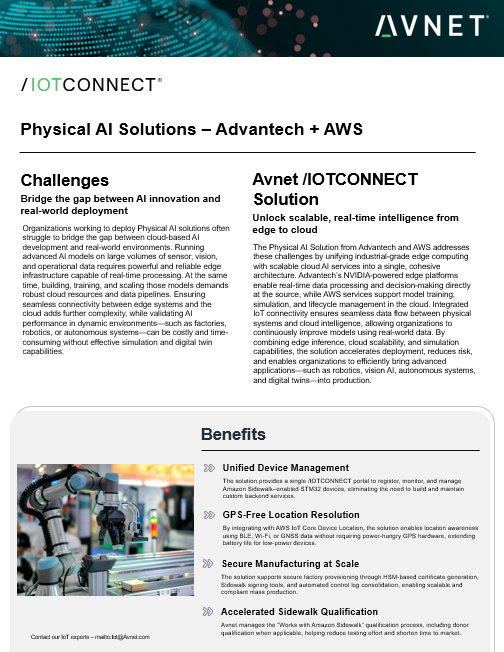 AVNET®
/IOTCONNECT®
Physical AI Solutions – Advantech + AWS
Challenges
Bridge the gap between AI innovation and
real-world deployment
Organizations working to deploy Physical AI solutions often
struggle to bridge the gap between cloud-based AI
development and real-world environments. Running
advanced AI models on large volumes of sensor, vision,
and operational data requires powerful and reliable edge
infrastructure capable of real-time processing. At the same
time, building, training, and scaling those models demands
robust cloud resources and data pipelines. Ensuring
seamless connectivity between edge systems and the
cloud adds further complexity, while validating AI
performance in dynamic environments—such as factories,
robotics, or autonomous systems—can be costly and time-
consuming without effective simulation and digital twin
capabilities.
Avnet /IOTCONNECT
Solution
Unlock scalable, real-time intelligence from
edge to cloud
The Physical AI Solution from Advantech and AWS addresses
these challenges by unifying industrial-grade edge computing
with scalable cloud AI services into a single, cohesive
architecture. Advantech's NVIDIA-powered edge platforms
enable real-time data processing and decision-making directly
at the source, while AWS services support model training,
simulation, and lifecycle management in the cloud. Integrated
IoT connectivity ensures seamless data flow between physical
systems and cloud intelligence, allowing organizations to
continuously improve models using real-world data. By
combining edge inference, cloud scalability, and simulation
capabilities, the solution accelerates deployment, reduces risk,
and enables organizations to efficiently bring advanced
applications—such as robotics, vision AI, autonomous systems,
and digital twins—into production.
Benefits
Unified Device Management
The solution provides a single /IOTCONNECT portal to register, monitor, and manage
Amazon Sidewalk–enabled STM32 devices, eliminating the need to build and maintain
custom backend services.
GPS-Free Location Resolution
By integrating with AWS IoT Core Device Location, the solution enables location awareness
using BLE, Wi-Fi, or GNSS data without requiring power-hungry GPS hardware, extending
battery life for low-power devices.
Secure Manufacturing at Scale
The solution supports secure factory provisioning through HSM-based certificate generation,
Sidewalk signing tools, and automated control log consolidation, enabling scalable and
compliant mass production.
Accelerated Sidewalk Qualification
Avnet manages the "Works with Amazon Sidewalk" qualification process, including donor
qualification when applicable, helping reduce testing effort and shorten time to market.
Contact our IoT experts – mailto:Iot@Avnet.com